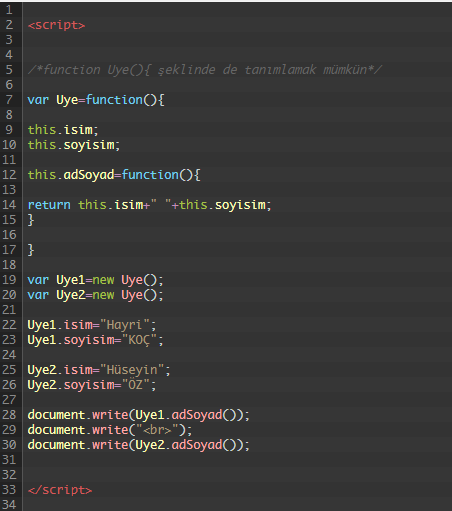 1
2 <script>
3
4
5 /*function Uye(){ şeklinde de tanımlamak mümkün*/
6
7 var Uye=function(){
8
9 this.isim;
10 this.soyisim;
11
12 this.adSoyad=function(){
13
14 return this.isim+" "+this.soyisim;
15 }
16
17 }
18
19 var Uye1=new Uye();
20 var Uye2=new Uye();
21
22 Uye1.isim="Hayri";
23 Uye1.soyisim="KOÇ";
24
25 Uye2.isim="Hüseyin";
26 Uye2.soyisim="ÖZ";
27
28 document.write(Uye1.adSoyad());
29 document.write("<br>");
30 document.write(Uye2.adSoyad());
31
32
33 </script>
34